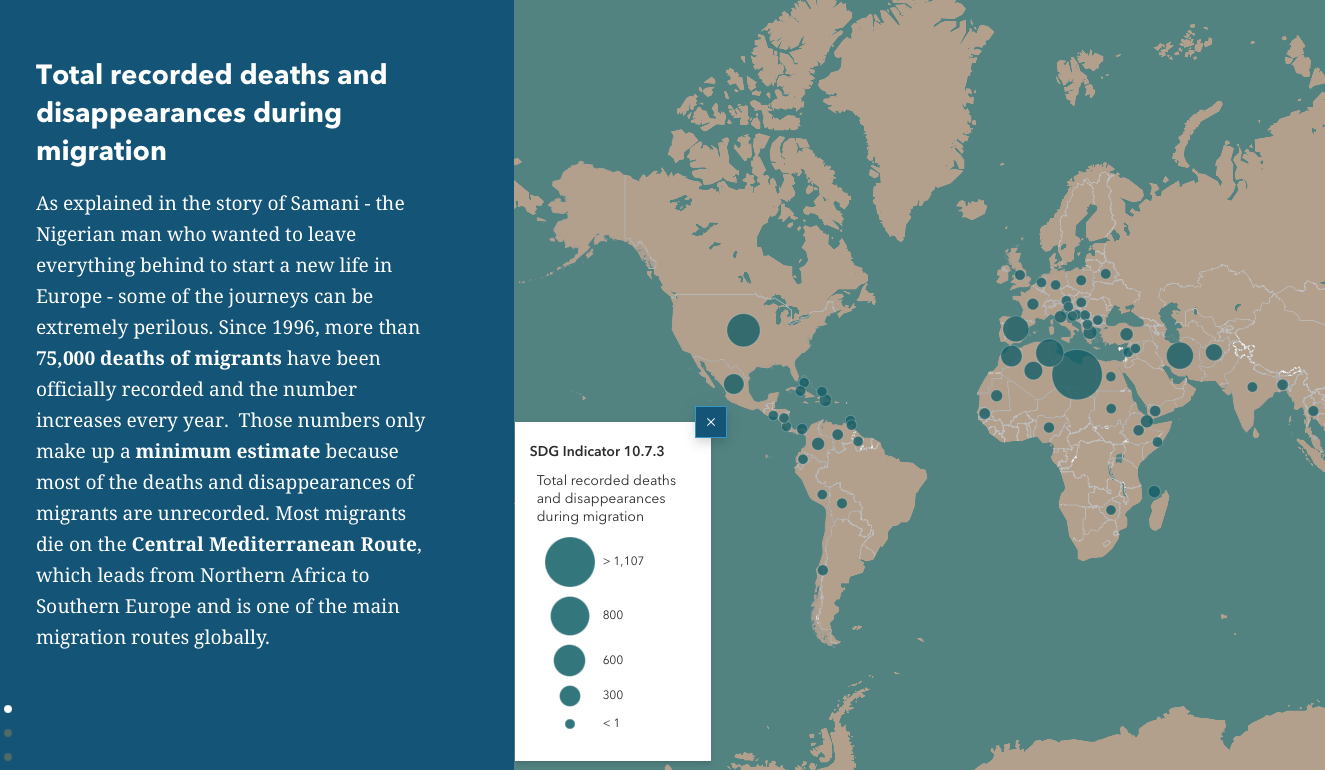 Total recorded deaths and
disappearances during
migration
As explained in the story of Samani - the
Nigerian man who wanted to leave
everything behind to start a new life in
Europe - some of the journeys can be
extremely perilous. Since 1996, more than
75,000 deaths of migrants have been
officially recorded and the number
increases every year.  Those numbers only
make up a minimum estimate because
most of the deaths and disappearances of
migrants are unrecorded. Most migrants
die on the Central Mediterranean Route,
which leads from Northern Africa to
Southern Europe and is one of the main
migration routes globally.
SDG Indicator 10.7.3
Total recorded deaths
and disappearances
during migration
> 1,107
800
600
300
< 1